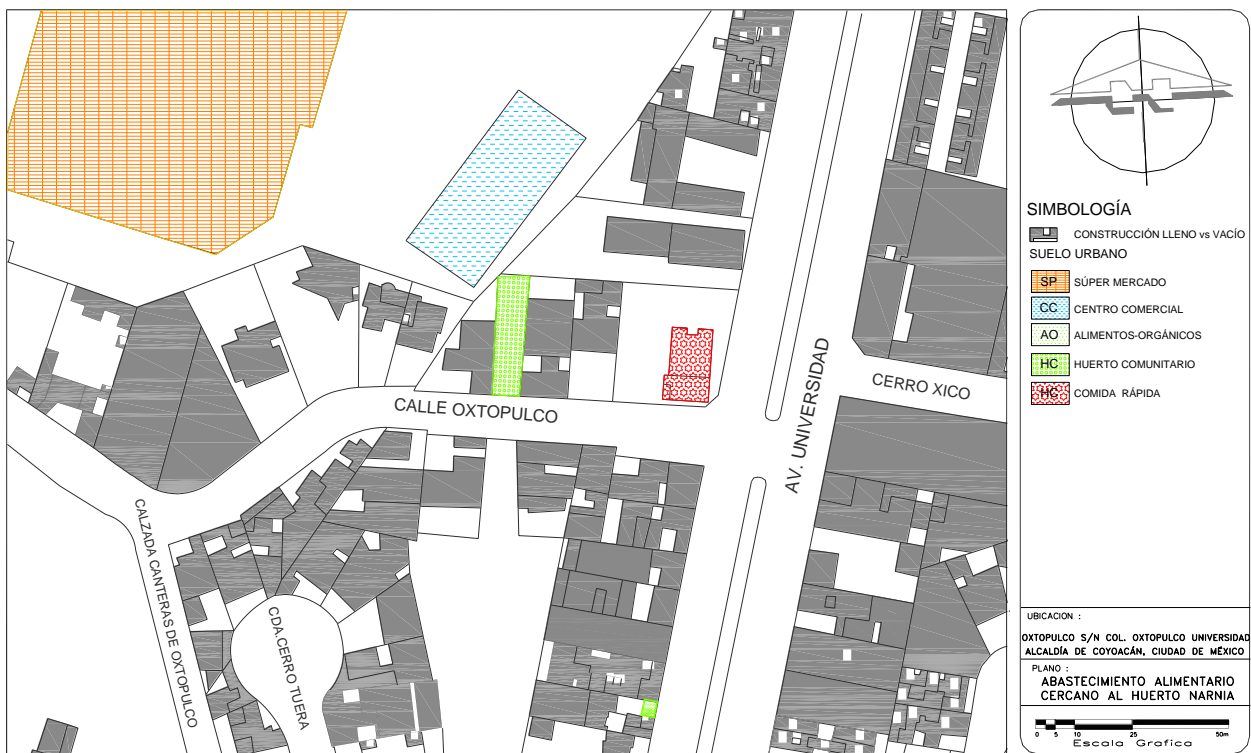 CALLE OXTOPULCO
AV. UNIVERSIDAD
CERRO XICO
CALZADA CANTERAS DE OXTOPULCO
CDA.CERRO TUERA
SIMBOLOGÍA
CONSTRUCCIÓN LLENO vs VACÍO
SUELO URBANO
SP SÚPER MERCADO
CC CENTRO COMERCIAL
AO ALIMENTOS-ORGÁNICOS
HC HUERTO COMUNITARIO
HC COMIDA RÁPIDA
UBICACION :
OXTOPULCO S/N COL. OXTOPULCO UNIVERSIDAD
ALCALDÍA DE COYOACÁN, CIUDAD DE MÉXICO
PLANO :
ABASTECIMIENTO ALIMENTARIO
CERCANO AL HUERTO NARNIA
0 5 10 25 50m
Escala Grafica